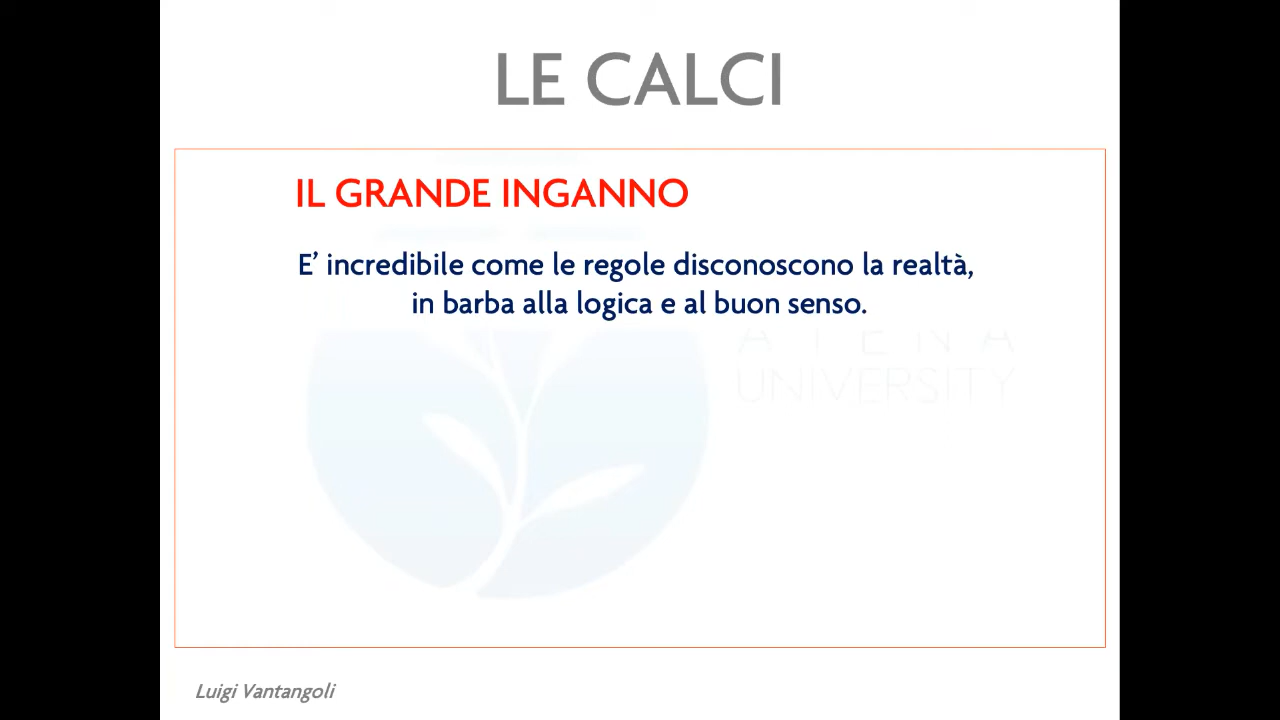 LE CALCI
IL GRANDE INGANNO
E’ incredibile come le regole disconoscono la realtà,
in barba alla logica e al buon senso.
ATENA
UNIVERSITY
Luigi Vantangoli